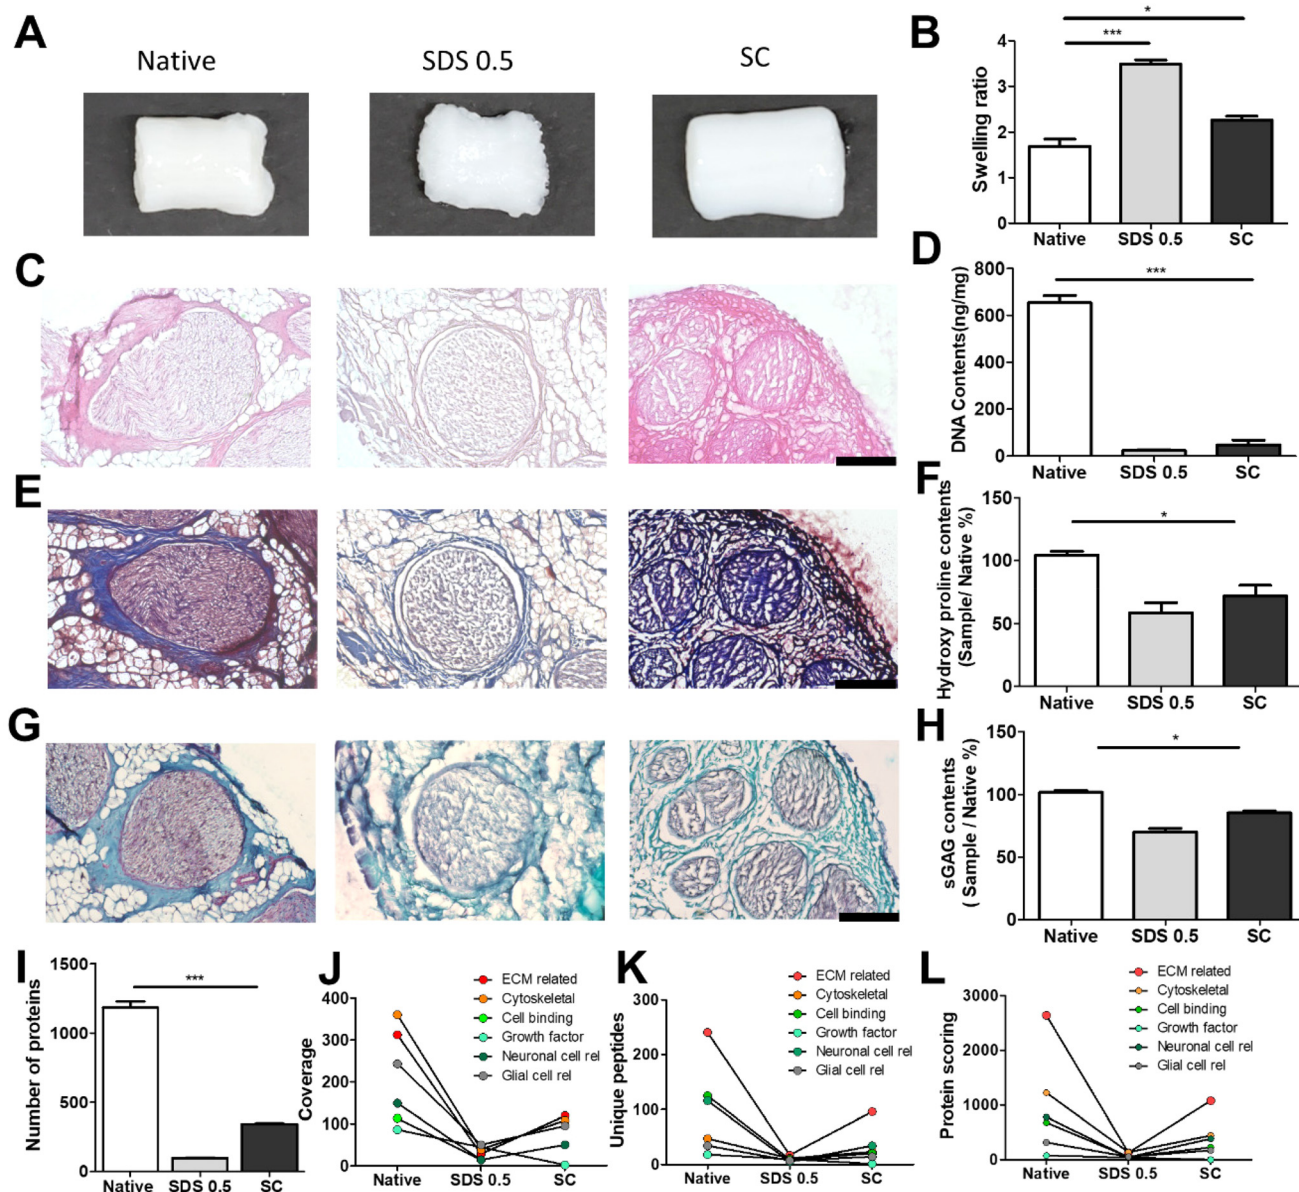 A
Native
SDS 0.5
SC
B
Swelling ratio
4
3
2
1
0
*
***
Native
SDS 0.5
SC
C
D
DNA Contents(ng/mg)
800
600
400
200
0
***
Native
SDS 0.5
SC
E
F
Hydroxy proline contents
(Sample/ Native %)
150
100
50
0
*
Native
SDS 0.5
SC
G
H
sGAG contents
( Sample / Native %)
150
100
50
0
*
Native
SDS 0.5
SC
I
Number of proteins
1500
1000
500
0
***
Native
SDS 0.5
SC
J
Coverage
400
300
200
100
0
ECM related
Cytoskeletal
Cell binding
Growth factor
Neuronal cell rel
Glial cell rel
Native
SDS 0.5
SC
K
Unique peptides
300
200
100
0
ECM related
Cytoskeletal
Cell binding
Growth factor
Neuronal cell rel
Glial cell rel
Native
SDS 0.5
SC
L
Protein scoring
3000
2000
1000
0
ECM related
Cytoskeletal
Cell binding
Growth factor
Neuronal cell rel
Glial cell rel
Native
SDS 0.5
SC